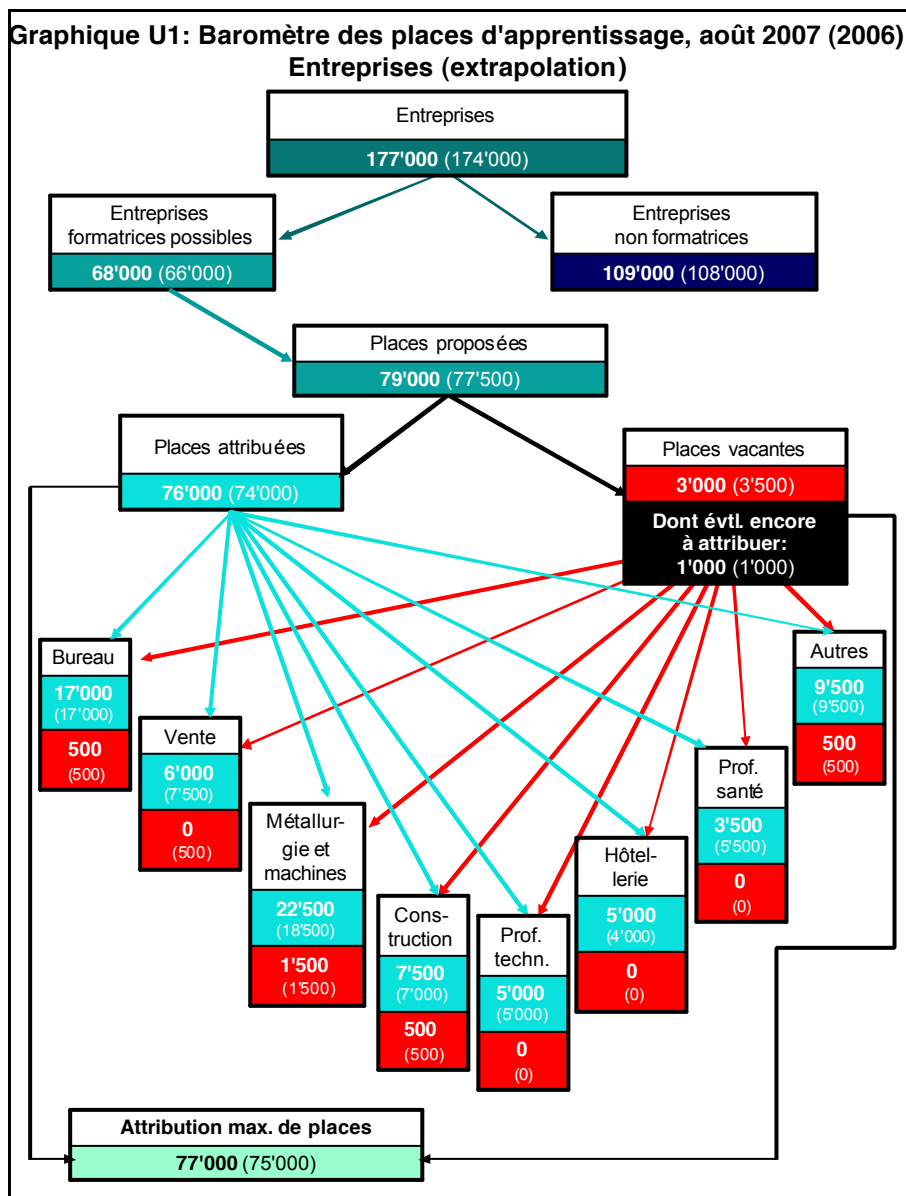 Graphique U1: Baromètre des places d'apprentissage, août 2007 (2006)
Entreprises (extrapolation)
Entreprises
177'000 (174'000)
Entreprises
formatrices possibles
68'000 (66'000)
Entreprises
non formatrices
109'000 (108'000)
Places proposées
79'000 (77'500)
Places attribuées
76'000 (74'000)
Places vacantes
3'000 (3'500)
Dont évtl. encore
à attribuer:
1'000 (1'000)
Bureau
17'000
(17'000)
500
(500)
Vente
6'000
(7'500)
0
(500)
Métallur-
gie et
machines
22'500
(18'500)
1'500
(1'500)
Cons-
truction
7'500
(7'000)
500
(500)
Prof.
techn.
5'000
(5'000)
0
(0)
Hôtel-
lerie
5'000
(4'000)
0
(0)
Prof.
santé
3'500
(5'500)
0
(0)
Autres
9'500
(9'500)
500
(500)
Attribution max. de places
77'000 (75'000)